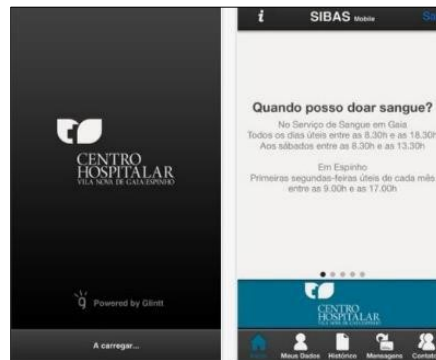 CENTRO
HOSPITALAR
VILA NOVA DE GAIA/ESPINHO
Powered by Glintt
A carregar...
i
SIBAS Mobile
Quando posso doar sangue?
No Serviço de Sangue em Gaia
Todos os dias úteis entre as 8.30h e as 18.30h
Aos sábados entre as 8.30h e as 13.30h
Em Espinho
Primeiras segundas-feiras úteis de cada mês
entre as 9.00h e as 17.00h
CENTRO
HOSPITALAR
Meus Dados
Histórico
Mensagens